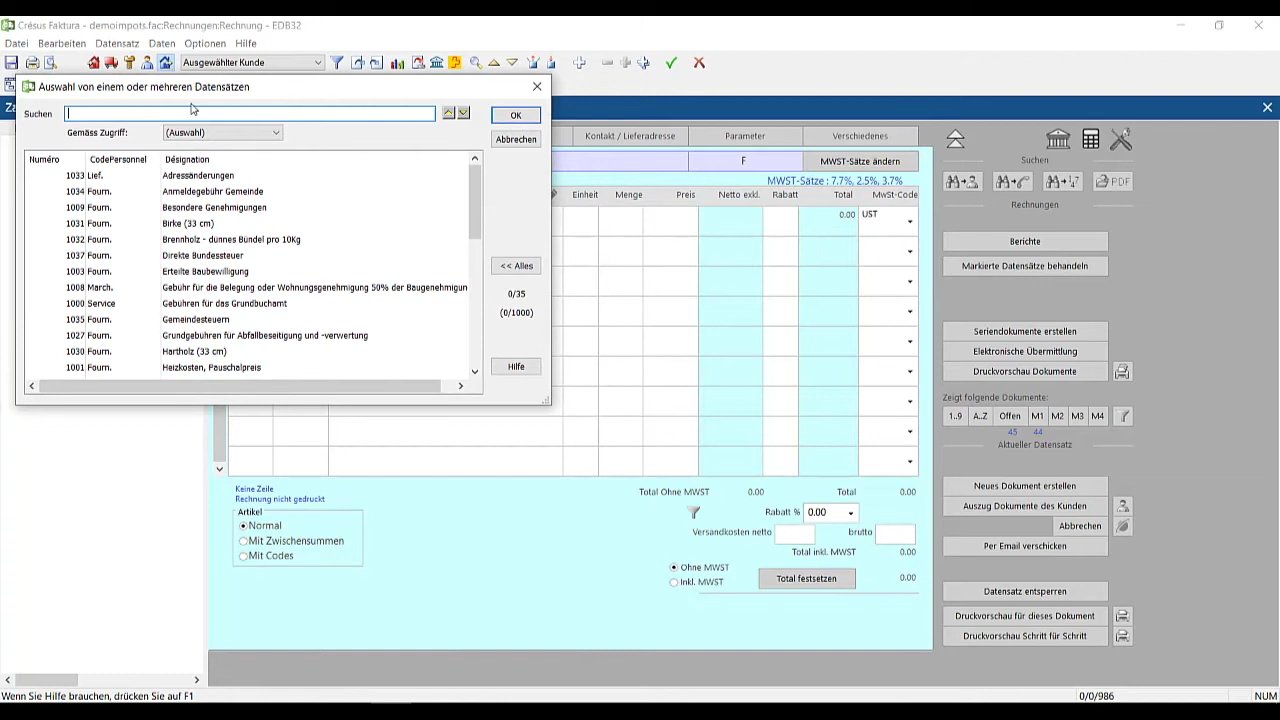 Crésus Faktura - demoimpots.fac:Rechnungen:Rechnung - EDB32
Datei Bearbeiten Datensatz Daten Optionen Hilfe
Ausgewählter Kunde
Auswahl von einem oder mehreren Datensätzen
Suchen
OK
Gemäss Zugriff: (Auswahl)
Abbrechen
Numéro CodePersonnel Désignation
1033 Lief. Adressänderungen
1034 Fourn. Anmeldegebühr Gemeinde
1009 Fourn. Besondere Genehmigungen
1031 Fourn. Birke (33 cm)
1032 Fourn. Brennholz - dünnes Bündel pro 10Kg
1037 Fourn. Direkte Bundessteuer
1003 Fourn. Erteilte Baubewilligung
1008 March. Gebühr für die Belegung oder Wohnungsgenehmigung 50% der Baugenehmigun
1000 Service Gebühren für das Grundbuchamt
1035 Fourn. Gemeindesteuern
1027 Fourn. Grundgebühren für Abfallbeseitigung und -verwertung
1030 Fourn. Hartholz (33 cm)
1001 Fourn. Heizkosten, Pauschalpreis
<< Alles
0/35
(0/1000)
Hilfe
Kontakt / Lieferadresse Parameter Verschiedenes
F MWST-Sätze ändern
MWST-Sätze : 7.7%, 2.5%, 3.7%
Einheit Menge Preis Netto exkl. Rabatt Total MwSt-Code
0.00 UST
Keine Zeile
Rechnung nicht gedruckt
Artikel
Normal
Mit Zwischensummen
Mit Codes
Total Ohne MWST 0.00 Total 0.00
Rabatt % 0.00
Versandkosten netto brutto
Total inkl. MWST 0.00
Ohne MWST
Inkl. MWST
Total festsetzen 0.00
Suchen
PDF
Rechnungen
Berichte
Markierte Datensätze behandeln
Seriendokumente erstellen
Elektronische Übermittlung
Druckvorschau Dokumente
Zeigt folgende Dokumente:
1..9 A..Z Offen M1 M2 M3 M4
45 44
Aktueller Datensatz
Neues Dokument erstellen
Auszug Dokumente des Kunden
Abbrechen
Per Email verschicken
Datensatz entsperren
Druckvorschau für dieses Dokument
Druckvorschau Schritt für Schritt
Wenn Sie Hilfe brauchen, drücken Sie auf F1
0/0/986
NUM